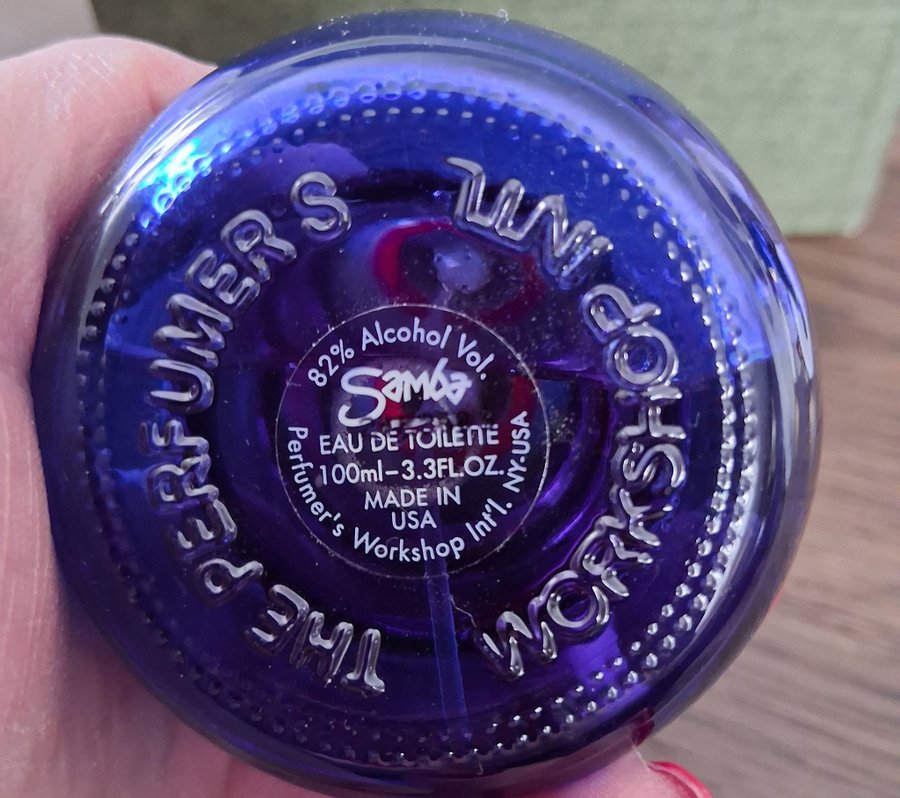 THE PERFUMER'S WORKSHOP INTL
82% Alcohol Vol.
Samba
EAU DE TOILETTE
100ml–3.3FL.OZ.
MADE IN
USA
Perfumer's Workshop Int'l. NY•USA